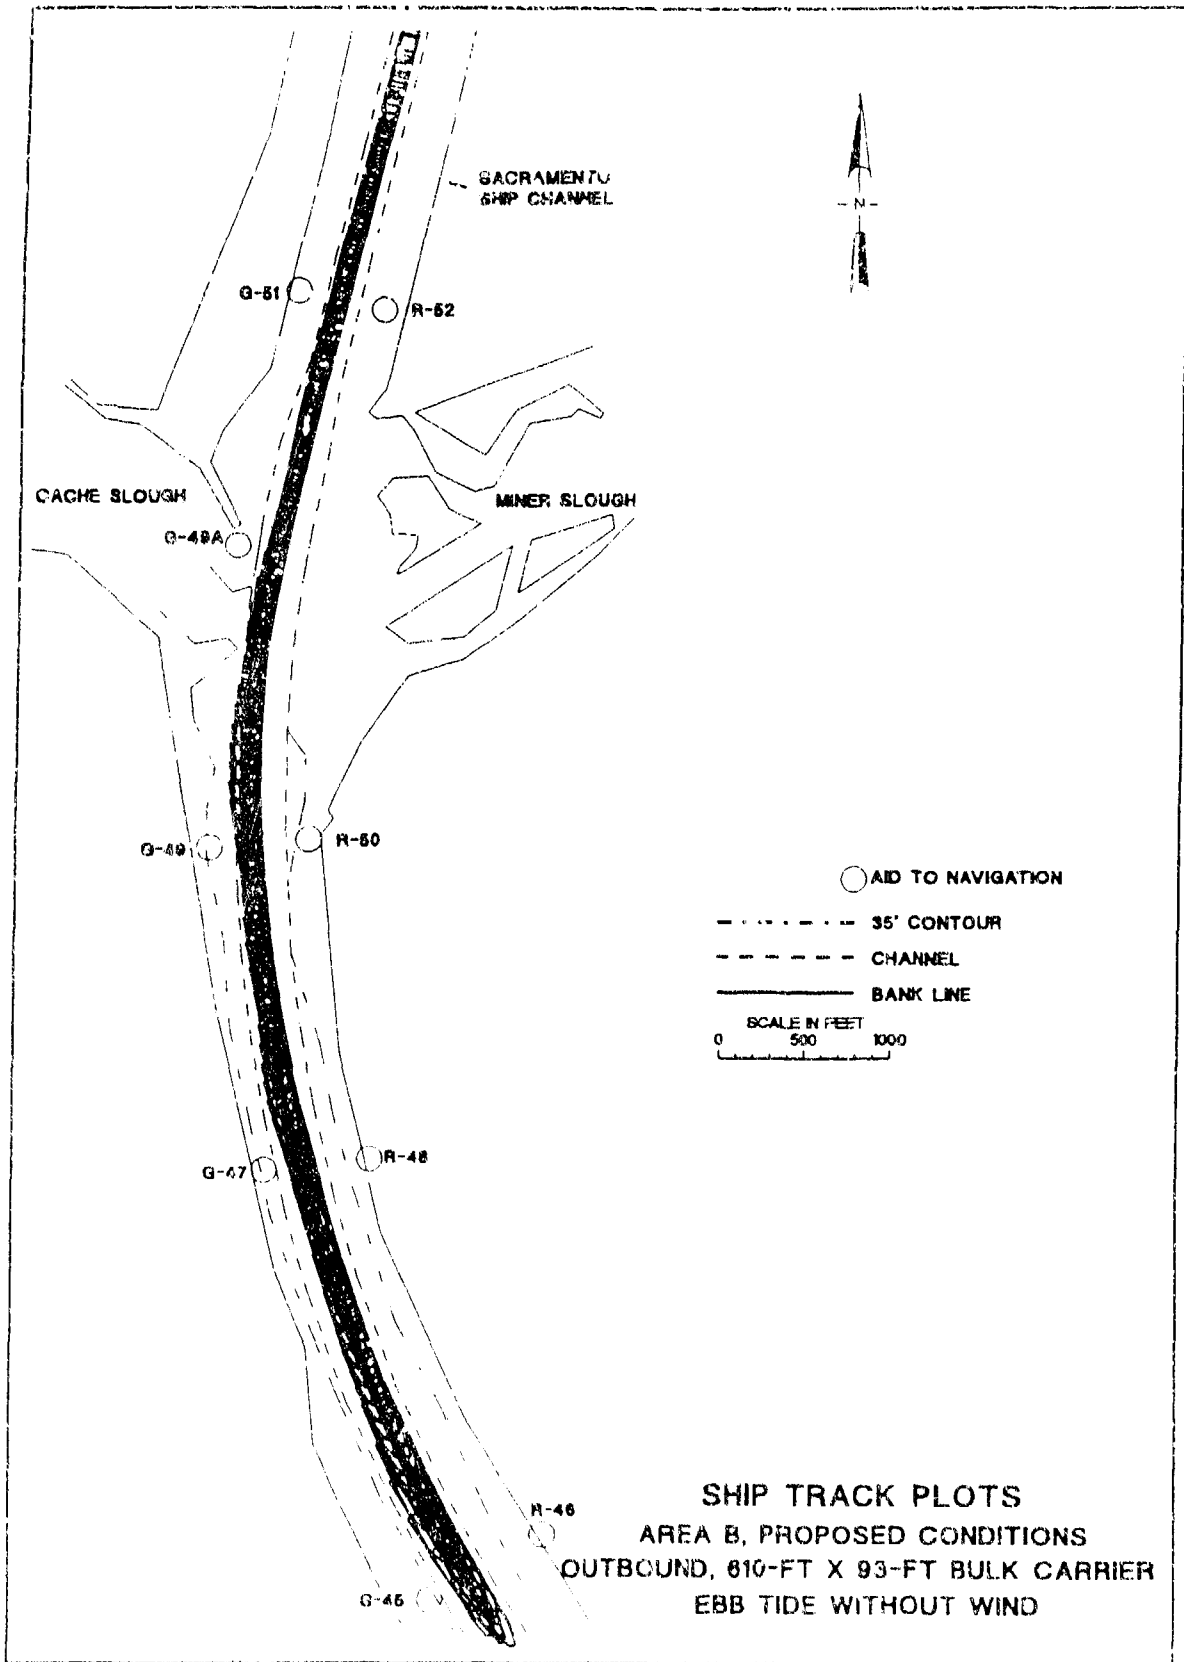 SACRAMENTO
SHIP CHANNEL
- N -
G-51
R-52
CACHE SLOUGH
MINER SLOUGH
G-49A
G-49
R-50
AID TO NAVIGATION
35' CONTOUR
CHANNEL
BANK LINE
SCALE IN FEET
0 500 1000
G-47
R-48
R-46
G-45
SHIP TRACK PLOTS
AREA B, PROPOSED CONDITIONS
OUTBOUND, 610-FT X 93-FT BULK CARRIER
EBB TIDE WITHOUT WIND